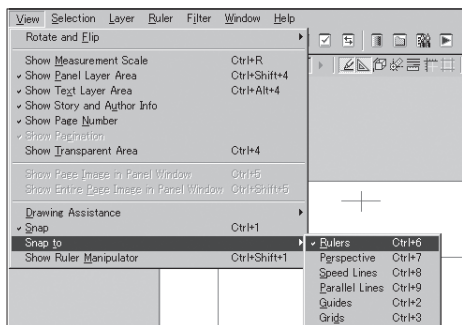 View Selection Layer Ruler Filter Window Help
Rotate and Flip
Show Measurement Scale Ctrl+R
Show Panel Layer Area Ctrl+Shift+4
Show Text Layer Area Ctrl+Alt+4
Show Story and Author Info
Show Page Number
Show Pagination
Show Transparent Area Ctrl+4
Show Page Image in Panel Window Ctrl+5
Show Entire Page Image in Panel Window Ctrl+Shift+5
Drawing Assistance
Snap Ctrl+1
Snap to
Show Ruler Manipulator Ctrl+Shift+1
Rulers Ctrl+6
Perspective Ctrl+7
Speed Lines Ctrl+8
Parallel Lines Ctrl+9
Guides Ctrl+2
Grids Ctrl+3